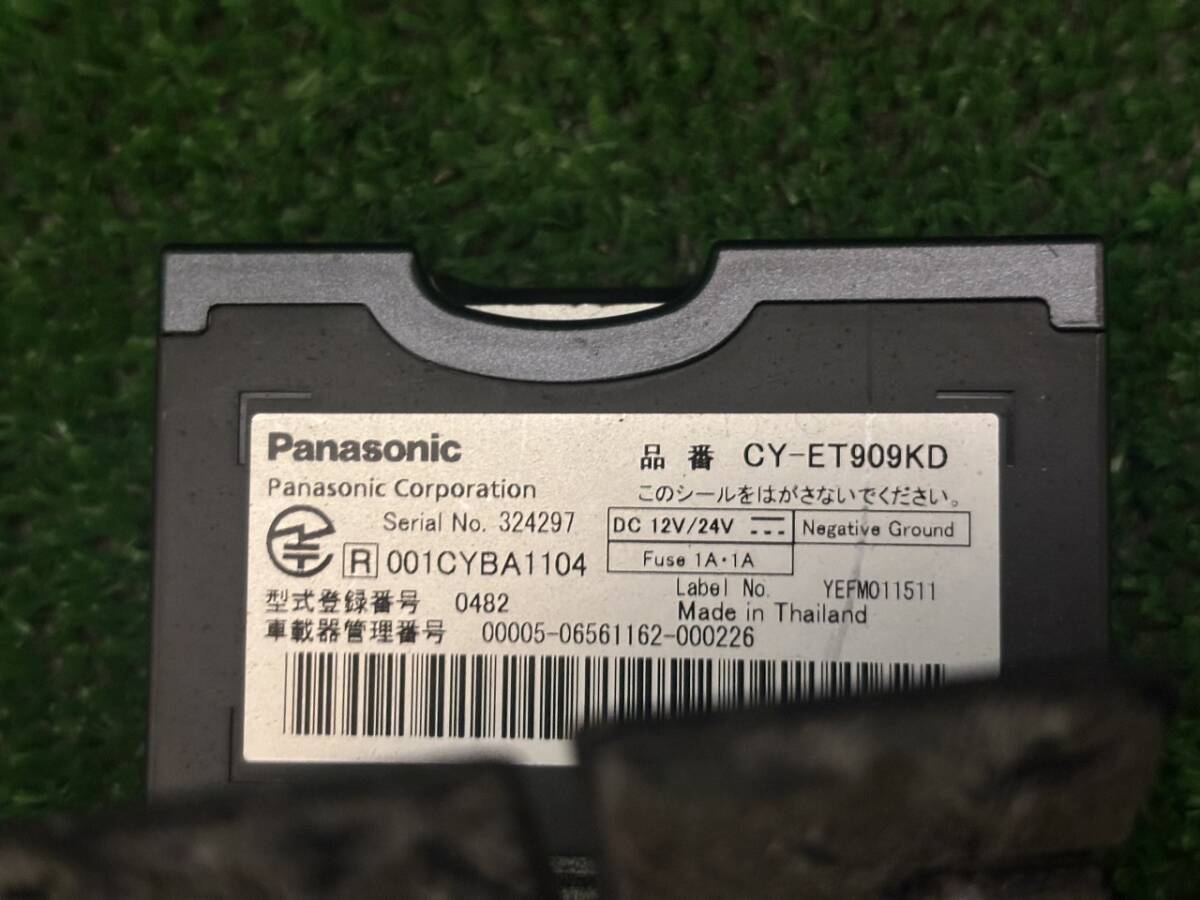 Panasonic
Panasonic Corporation
品番 CY-ET909KD
このシールをはがさないでください。
Serial No. 324297
DC 12V/24V
Negative Ground
Fuse 1A・1A
R 001CYBA1104
Label No. YEFM011511
型式登録番号 0482
Made in Thailand
車載器管理番号 00005-06561162-000226